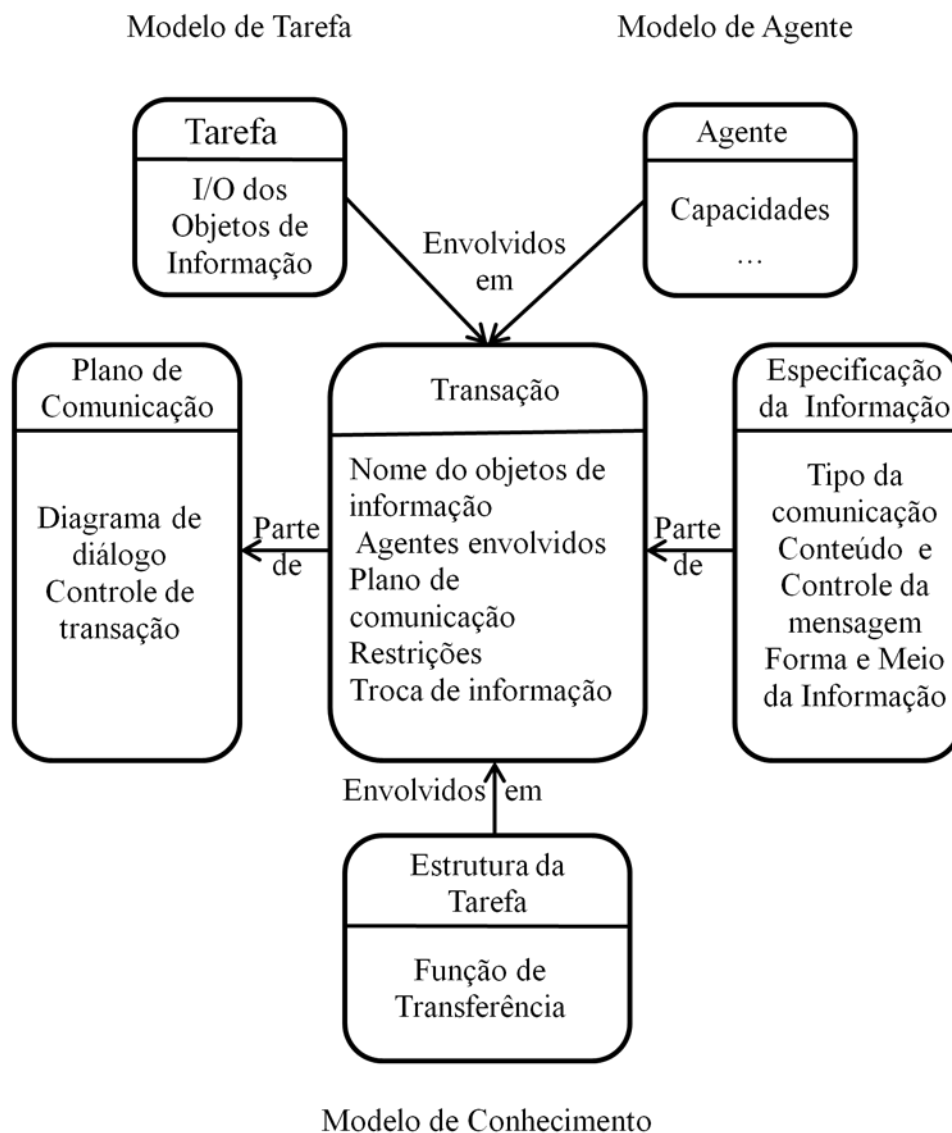 Modelo de Tarefa
Modelo de Agente
Tarefa
I/O dos
Objetos de
Informação
Agente
Capacidades
…
Envolvidos
em
Plano de
Comunicação
Diagrama de
diálogo
Controle de
transação
Parte
de
Transação
Nome do objetos de
informação
Agentes envolvidos
Plano de
comunicação
Restrições
Troca de informação
Parte
de
Especificação
da Informação
Tipo da
comunicação
Conteúdo e
Controle da
mensagem
Forma e Meio
da Informação
Envolvidos em
Estrutura da
Tarefa
Função de
Transferência
Modelo de Conhecimento